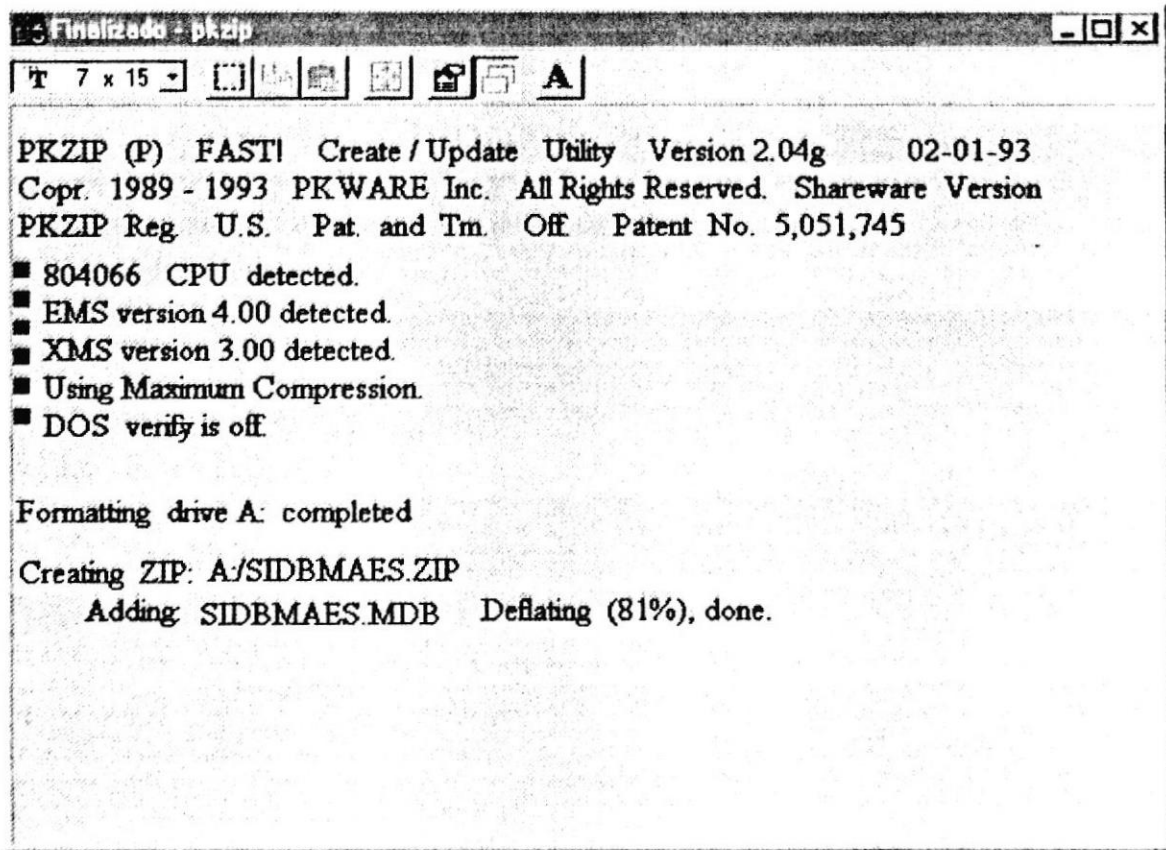 Finalizado - pkzip
7 x 15
A
PKZIP (P) FAST! Create / Update Utility Version 2.04g 02-01-93
Copr. 1989 - 1993 PKWARE Inc. All Rights Reserved. Shareware Version
PKZIP Reg. U.S. Pat. and Tm. Off. Patent No. 5,051,745
■ 804066 CPU detected.
■ EMS version 4.00 detected.
■ XMS version 3.00 detected.
■ Using Maximum Compression.
■ DOS verify is off.
Formatting drive A: completed
Creating ZIP: A:/SIDBMAES.ZIP
Adding: SIDBMAES.MDB Deflating (81%), done.